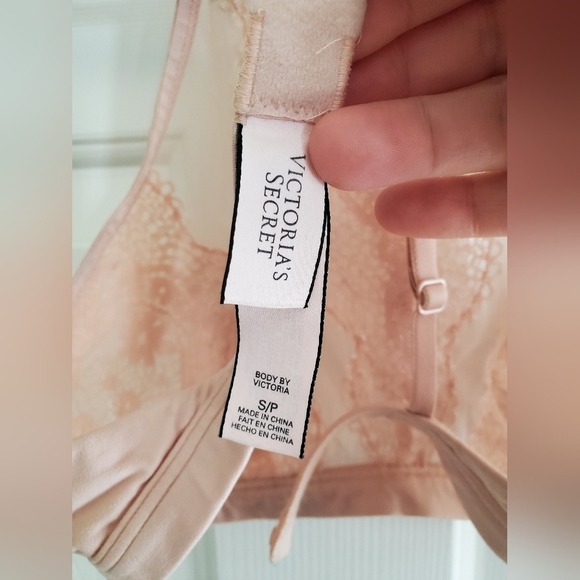 VICTORIA'S
SECRET
BODY BY
VICTORIA
S/P
MADE IN CHINA
FAIT EN CHINE
HECHO EN CHINA